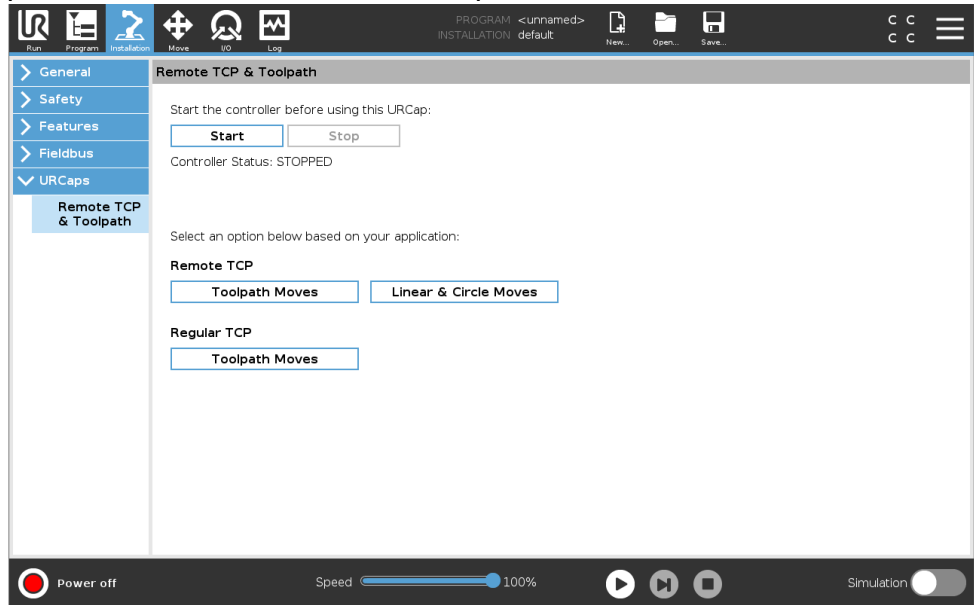 PROGRAM <unnamed>
INSTALLATION default
C C
C C
Run Program Installation Move I/O Log New... Open... Save...
General
Safety
Features
Fieldbus
URCaps
Remote TCP
& Toolpath
Remote TCP & Toolpath
Start the controller before using this URCap:
Start Stop
Controller Status: STOPPED
Select an option below based on your application:
Remote TCP
Toolpath Moves Linear & Circle Moves
Regular TCP
Toolpath Moves
Power off Speed 100% Simulation